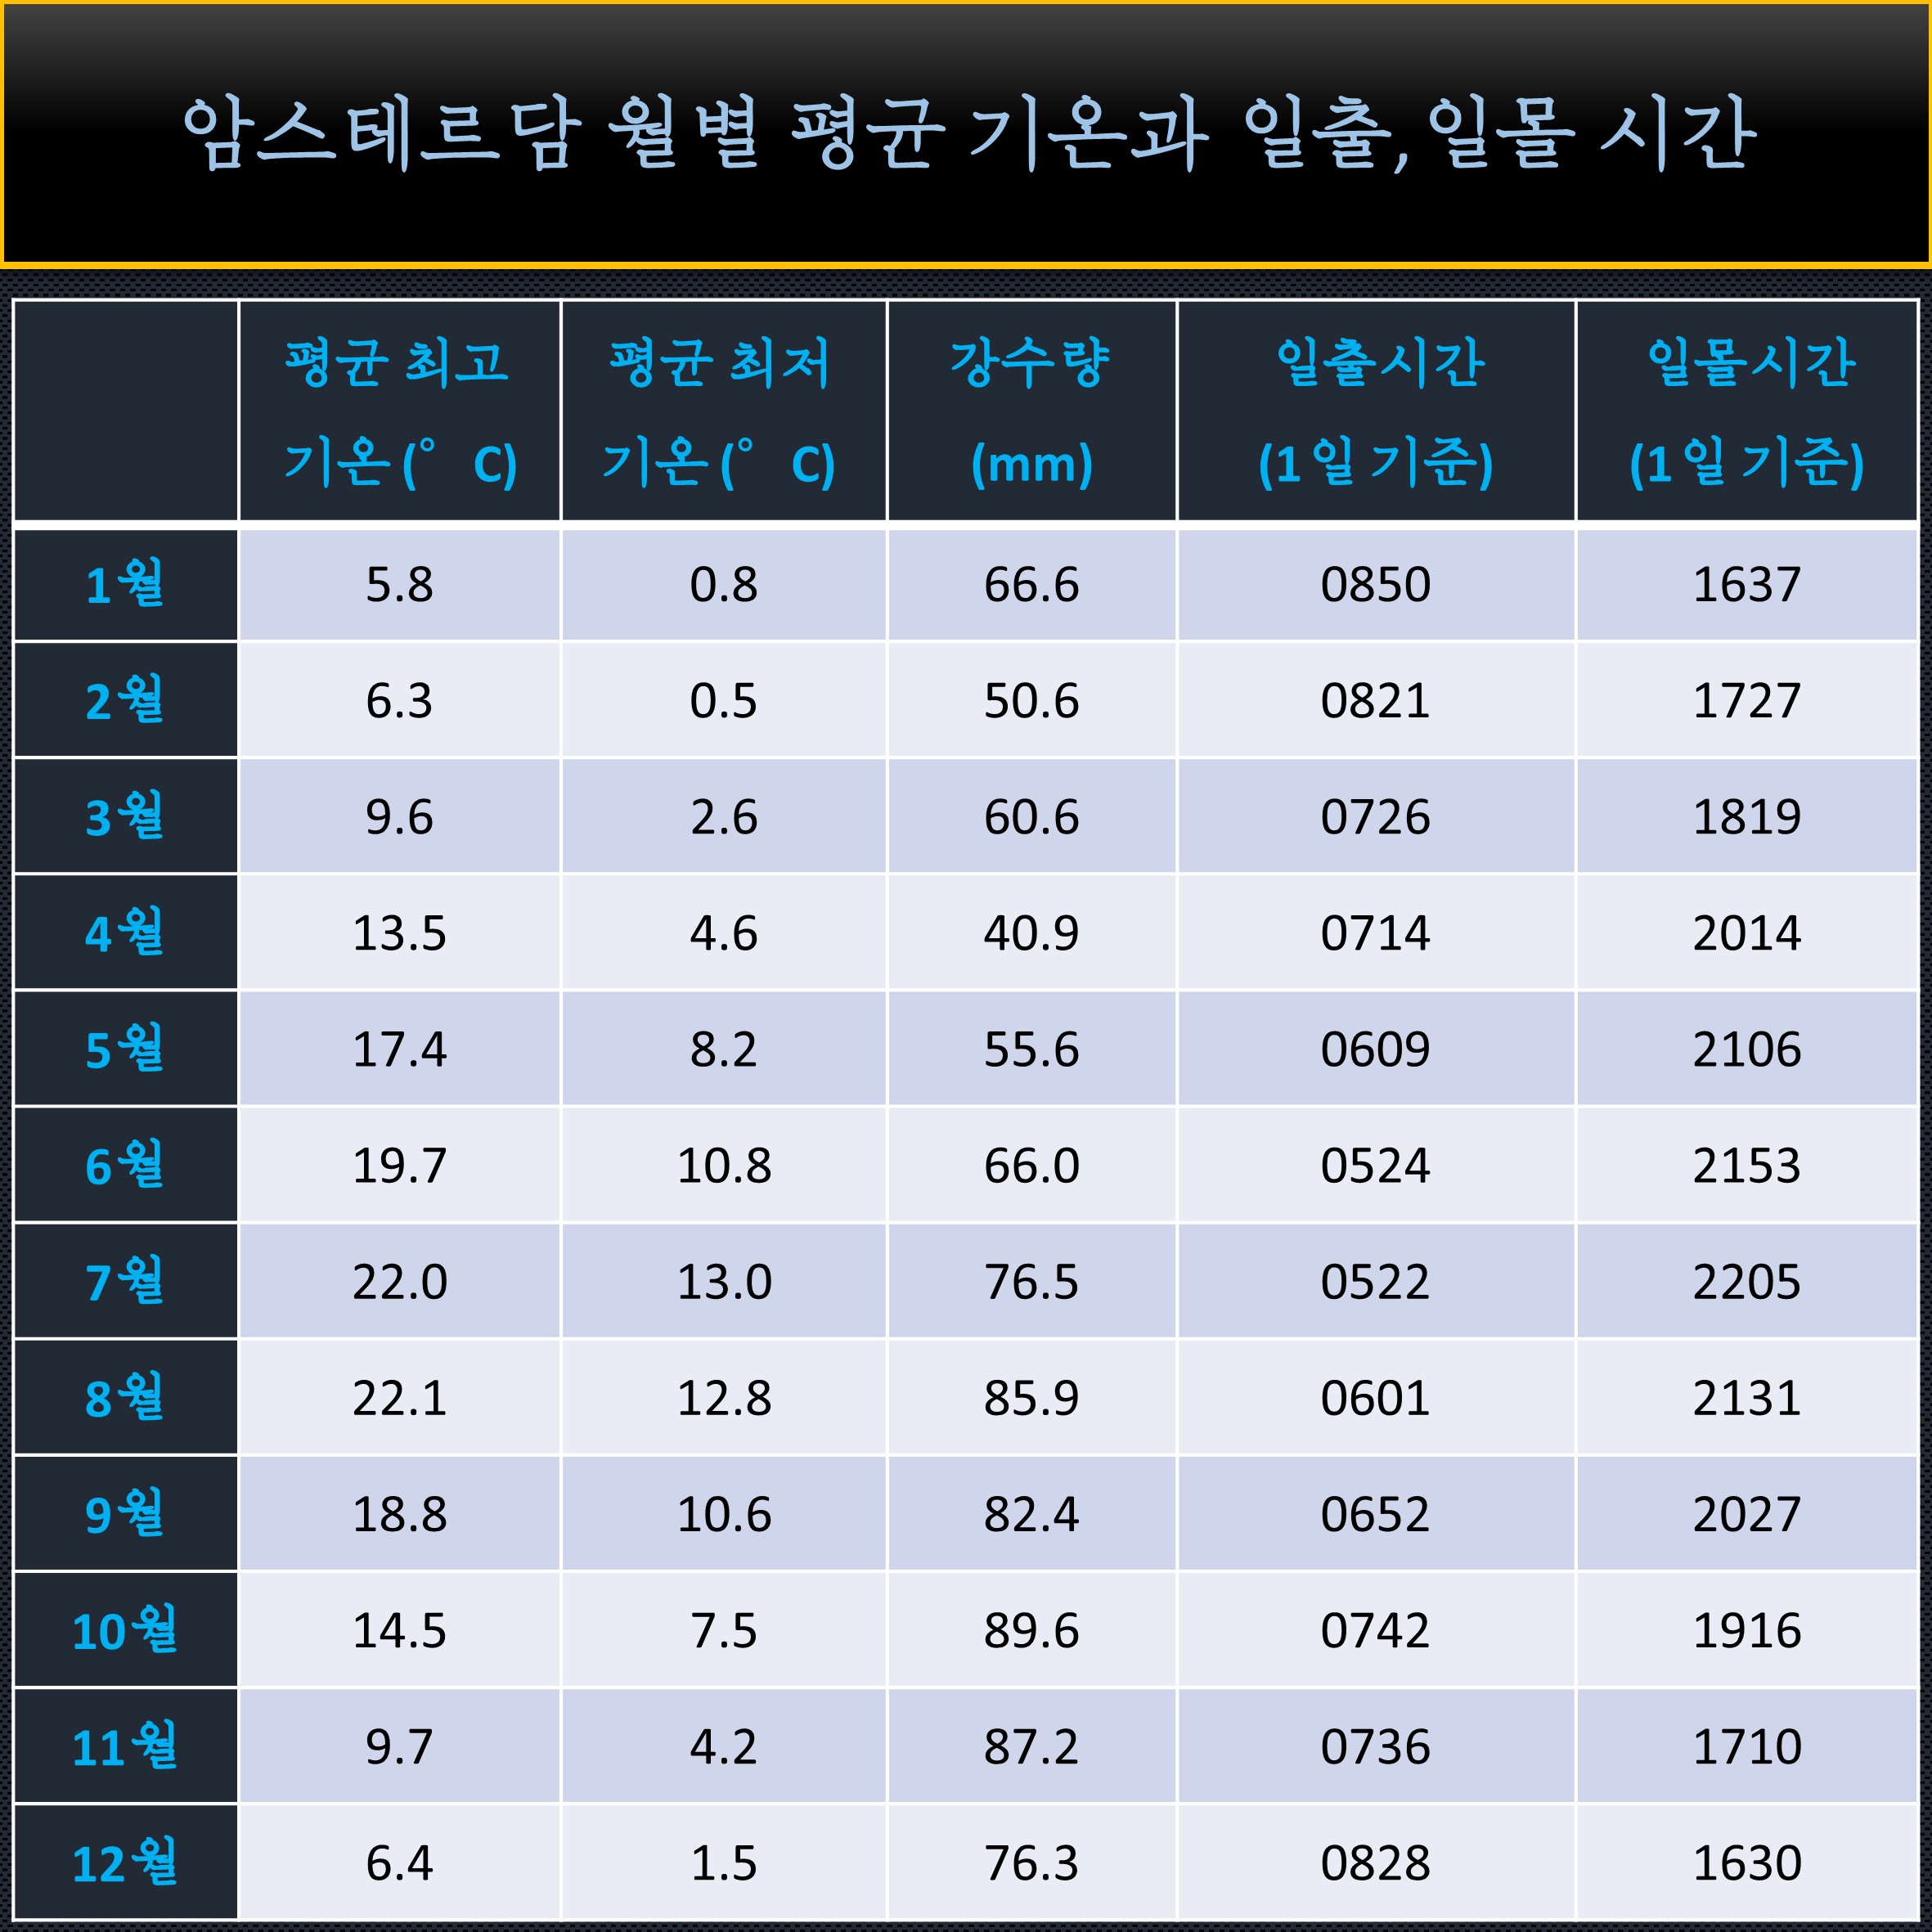 암스테르담 월별 평균 기온과 일출, 일몰 시간
평균 최고 기온(° C) 평균 최저 기온(° C) 강수량 (mm) 일출시간 (1일 기준) 일몰시간 (1일 기준)
1월 5.8 0.8 66.6 0850 1637
2월 6.3 0.5 50.6 0821 1727
3월 9.6 2.6 60.6 0726 1819
4월 13.5 4.6 40.9 0714 2014
5월 17.4 8.2 55.6 0609 2106
6월 19.7 10.8 66.0 0524 2153
7월 22.0 13.0 76.5 0522 2205
8월 22.1 12.8 85.9 0601 2131
9월 18.8 10.6 82.4 0652 2027
10월 14.5 7.5 89.6 0742 1916
11월 9.7 4.2 87.2 0736 1710
12월 6.4 1.5 76.3 0828 1630